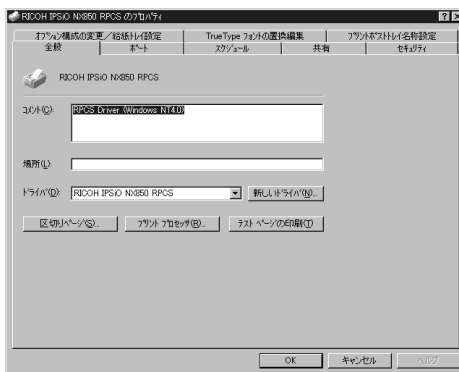 RICOH IPSiO NX850 RPCS のプロパティ
オプション構成の変更／給紙トレイ設定 TrueType フォントの置換編集 プリントポストトレイ名称設定
全般 ポート スケジュール 共有 セキュリティ
RICOH IPSiO NX850 RPCS
コメント(C): RPCS Driver (Windows NT4.0)
場所(L):
ドライバ(D): RICOH IPSiO NX850 RPCS 新しいドライバ(N)...
区切りページ(S)... プリント プロセッサ(R)... テスト ページの印刷(T)
OK キャンセル ヘルプ